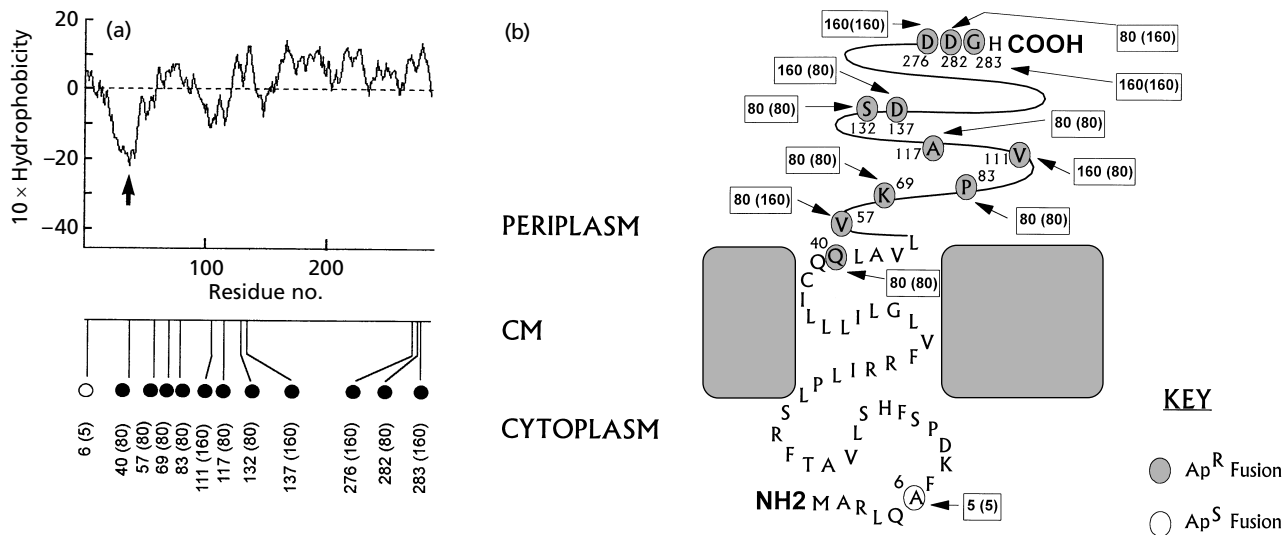 (a)
20
0
−20
−40
10 × Hydrophobicity
100
200
Residue no.
6 (5)
40 (80)
57 (80)
69 (80)
83 (80)
111 (160)
117 (80)
132 (80)
137 (160)
276 (160)
282 (80)
283 (160)
(b)
PERIPLASM
CM
CYTOPLASM
160(160)
D D G H COOH
276 282 283
80 (160)
160(160)
160 (80)
80 (80)
S D
132 137
80 (80)
A
117
V
111
160 (80)
80 (80)
K 69
P 83
80 (80)
80 (160)
V 57
40
Q Q L A V L
80 (80)
C
I
L L L I L G L
V
L P L I R R F
S
R
F T A V L S H F S P D K
F
6
NH2 M A R L Q A
5 (5)
KEY
Ap^R Fusion
Ap^S Fusion